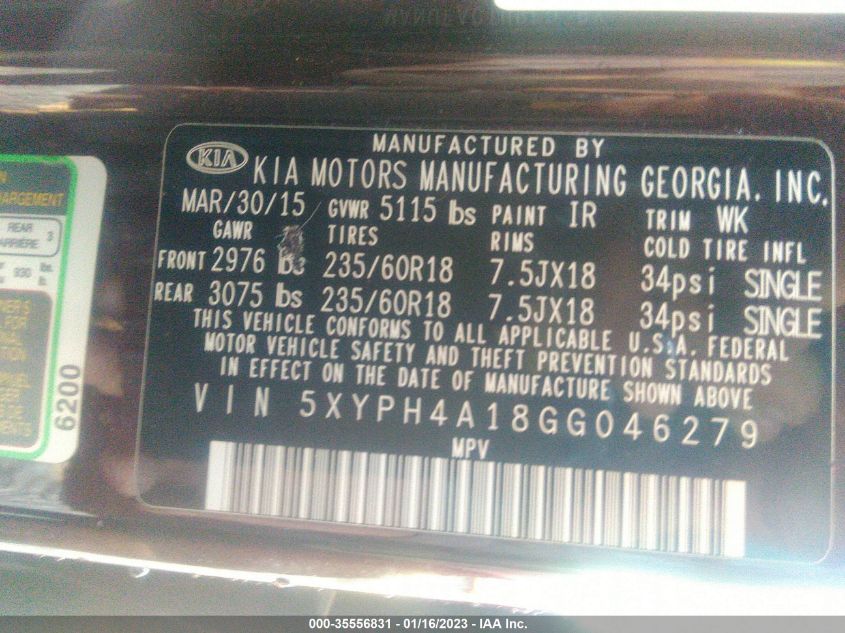 MANUFACTURED BY
KIA KIA MOTORS MANUFACTURING GEORGIA, INC.
MAR/30/15 GVWR 5115 lbs PAINT IR TRIM WK
GAWR TIRES RIMS COLD TIRE INFL
FRONT 2976 lbs 235/60R18 7.5JX18 34psi SINGLE
REAR 3075 lbs 235/60R18 7.5JX18 34psi SINGLE
THIS VEHICLE CONFORMS TO ALL APPLICABLE U.S.A. FEDERAL
MOTOR VEHICLE SAFETY AND THEFT PREVENTION STANDARDS
IN EFFECT ON THE DATE OF MANUFACTURE SHOWN ABOVE
VIN 5XYPH4A18GG046279
MPV
REAR 3
930
FOR
6200
000-35556831 - 01/16/2023 - IAA Inc.